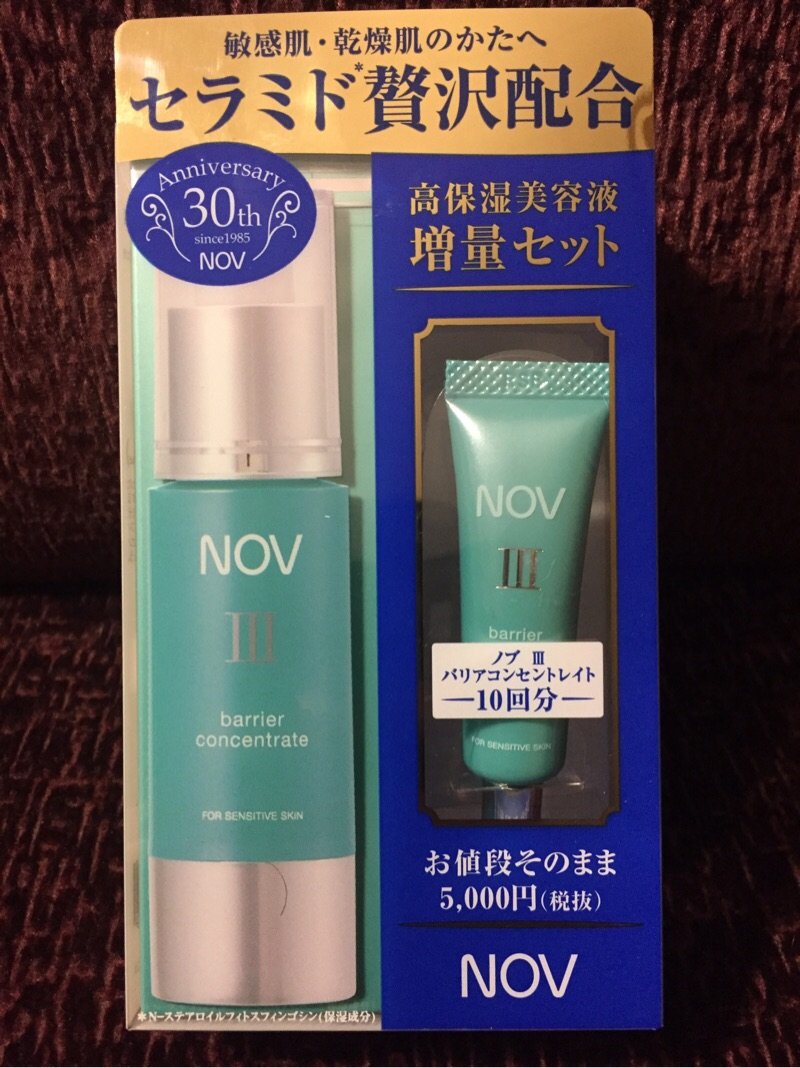 敏感肌・乾燥肌のかたへ
セラミド*贅沢配合
Anniversary
30th
since1985
NOV
高保湿美容液
増量セット
NOV
III
barrier
concentrate
FOR SENSITIVE SKIN
NOV
III
barrier
ノブ III
バリアコンセントレイト
10回分
FOR SENSITIVE SKIN
お値段そのまま
5,000円(税抜)
NOV
*N-ステアロイルフィトスフィンゴシン(保湿成分)